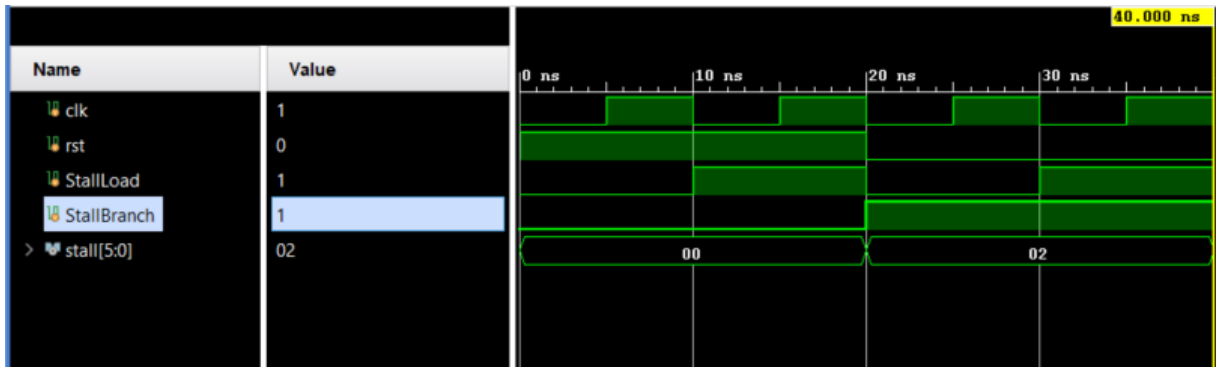 40.000 ns
Name Value
0 ns 10 ns 20 ns 30 ns
clk 1
rst 0
StallLoad 1
StallBranch 1
stall[5:0] 02 00 02